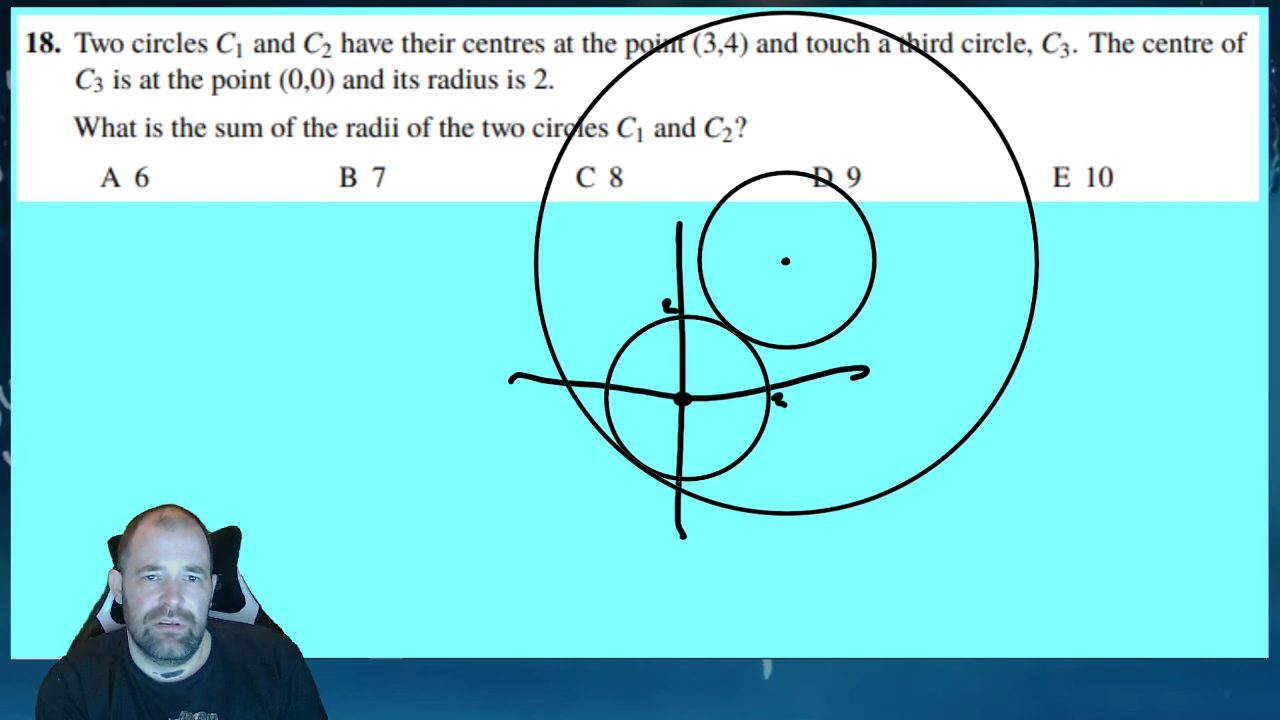 18. Two circles C₁ and C₂ have their centres at the point (3,4) and touch a third circle, C₃. The centre of
C₃ is at the point (0,0) and its radius is 2.
What is the sum of the radii of the two circles C₁ and C₂?
A 6 B 7 C 8 D 9 E 10
2
2